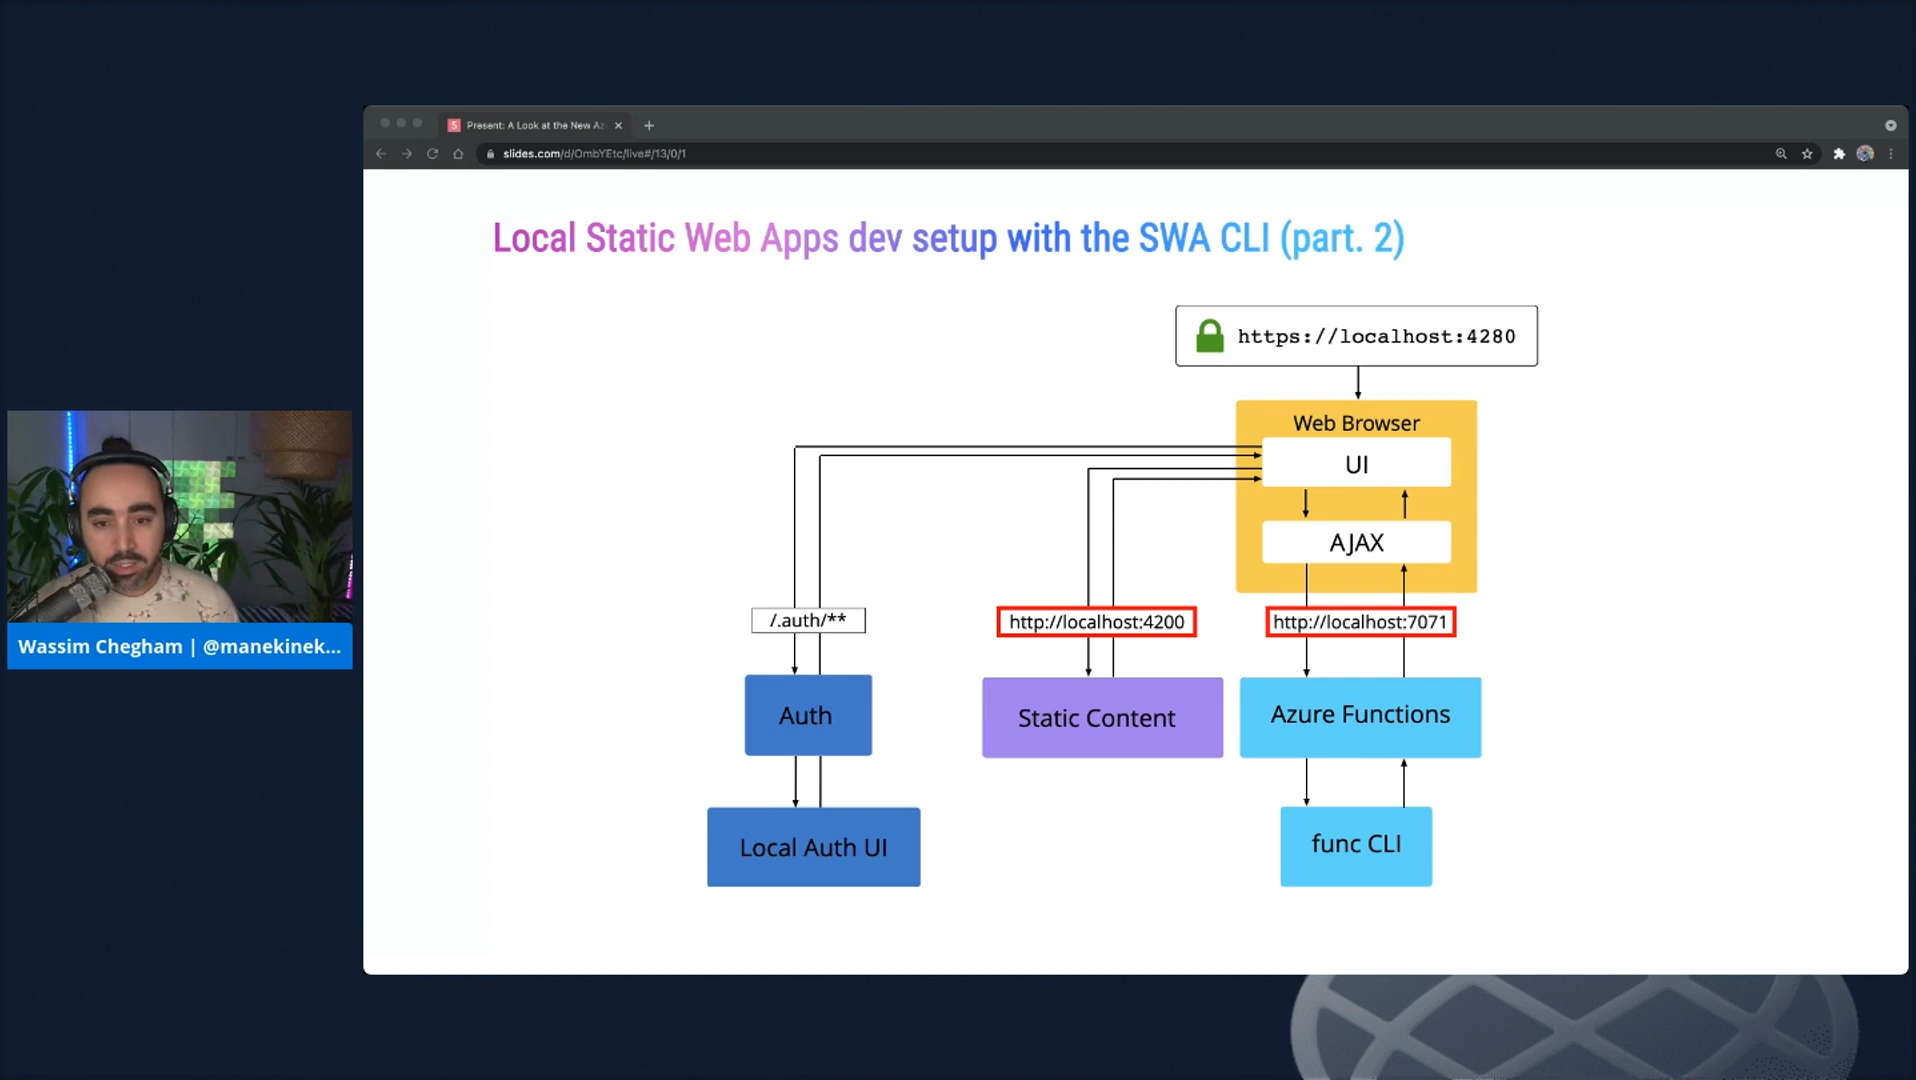 Present: A Look at the New Az
slides.com/d/OmbYEtc/live#/13/0/1
Local Static Web Apps dev setup with the SWA CLI (part. 2)
https://localhost:4280
Web Browser
UI
AJAX
/.auth/**
http://localhost:4200
http://localhost:7071
Auth
Static Content
Azure Functions
Local Auth UI
func CLI
Wassim Chegham | @manekinek...